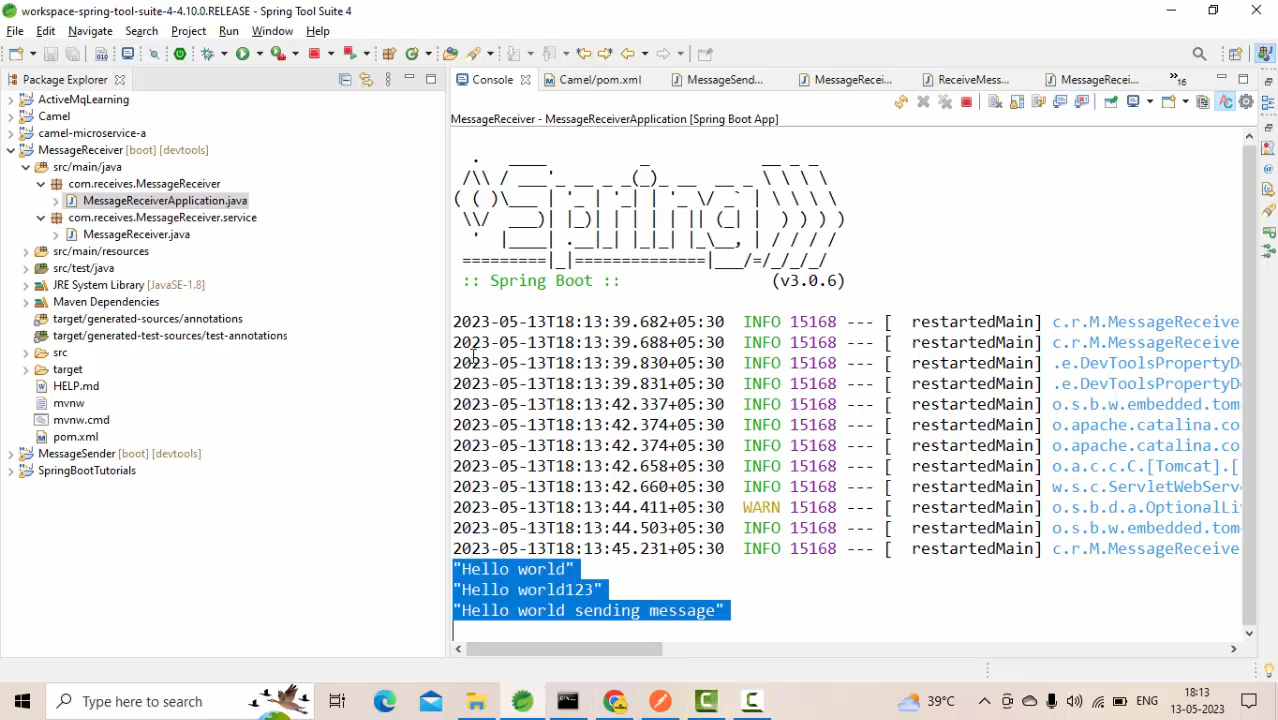 workspace-spring-tool-suite-4-4.10.0.RELEASE - Spring Tool Suite 4
File Edit Navigate Search Project Run Window Help
Package Explorer
Console Camel/pom.xml MessageSend... MessageRecei... ReceiveMess... MessageRecei... »16
ActiveMqLearning
Camel
camel-microservice-a
MessageReceiver [boot] [devtools]
src/main/java
com.receives.MessageReceiver
MessageReceiverApplication.java
com.receives.MessageReceiver.service
MessageReceiver.java
src/main/resources
src/test/java
JRE System Library [JavaSE-1.8]
Maven Dependencies
target/generated-sources/annotations
target/generated-test-sources/test-annotations
src
target
HELP.md
mvnw
mvnw.cmd
pom.xml
MessageSender [boot] [devtools]
SpringBootTutorials
MessageReceiver - MessageReceiverApplication [Spring Boot App]
Spring
:: Spring Boot :: (v3.0.6)
2023-05-13T18:13:39.682+05:30 INFO 15168 --- [ restartedMain] c.r.M.MessageReceive
2023-05-13T18:13:39.688+05:30 INFO 15168 --- [ restartedMain] c.r.M.MessageReceive
2023-05-13T18:13:39.830+05:30 INFO 15168 --- [ restartedMain] .e.DevToolsPropertyD
2023-05-13T18:13:39.831+05:30 INFO 15168 --- [ restartedMain] .e.DevToolsPropertyD
2023-05-13T18:13:42.337+05:30 INFO 15168 --- [ restartedMain] o.s.b.w.embedded.tom
2023-05-13T18:13:42.374+05:30 INFO 15168 --- [ restartedMain] o.apache.catalina.co
2023-05-13T18:13:42.374+05:30 INFO 15168 --- [ restartedMain] o.apache.catalina.co
2023-05-13T18:13:42.658+05:30 INFO 15168 --- [ restartedMain] o.a.c.c.C.[Tomcat].[
2023-05-13T18:13:42.660+05:30 INFO 15168 --- [ restartedMain] w.s.c.ServletWebServ
2023-05-13T18:13:44.411+05:30 WARN 15168 --- [ restartedMain] o.s.b.d.a.OptionalLi
2023-05-13T18:13:44.503+05:30 INFO 15168 --- [ restartedMain] o.s.b.w.embedded.tom
2023-05-13T18:13:45.231+05:30 INFO 15168 --- [ restartedMain] c.r.M.MessageReceive
"Hello world"
"Hello world123"
"Hello world sending message"
Type here to search
39°C
ENG
18:13
13-05-2023